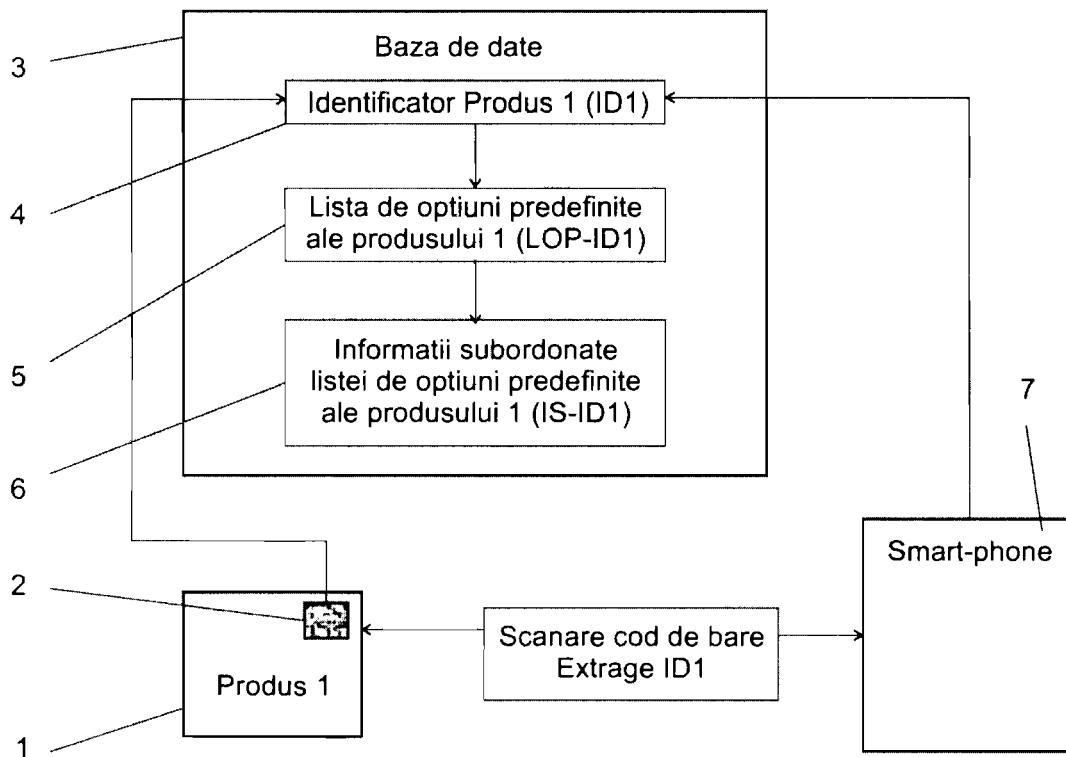 3
Baza de date
Identificator Produs 1 (ID1)
4
Lista de optiuni predefinite
ale produsului 1 (LOP-ID1)
5
Informatii subordonate
listei de optiuni predefinite
ale produsului 1 (IS-ID1)
7
6
Smart-phone
2
Scanare cod de bare
Extrage ID1
Produs 1
1